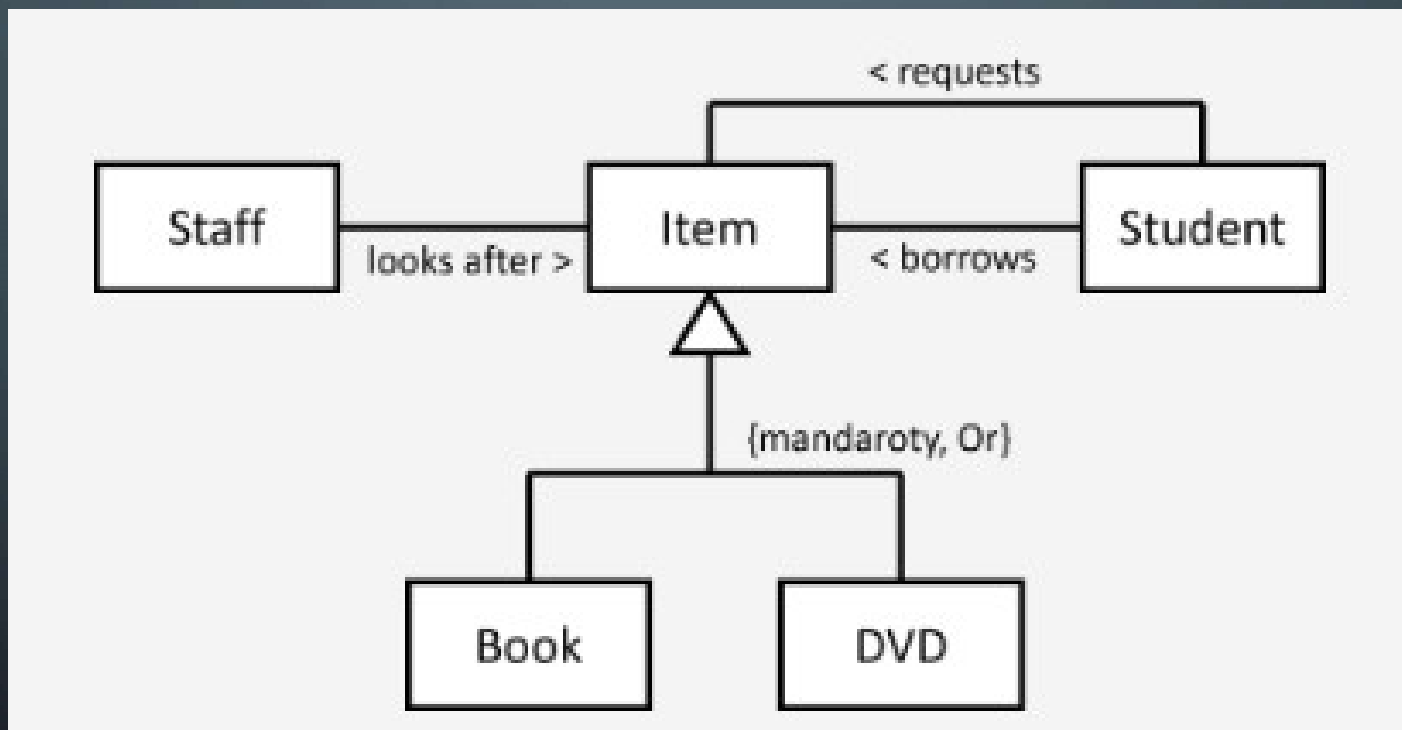 < requests
Staff
Item
Student
looks after >
< borrows
{mandaroty, Or}
Book
DVD